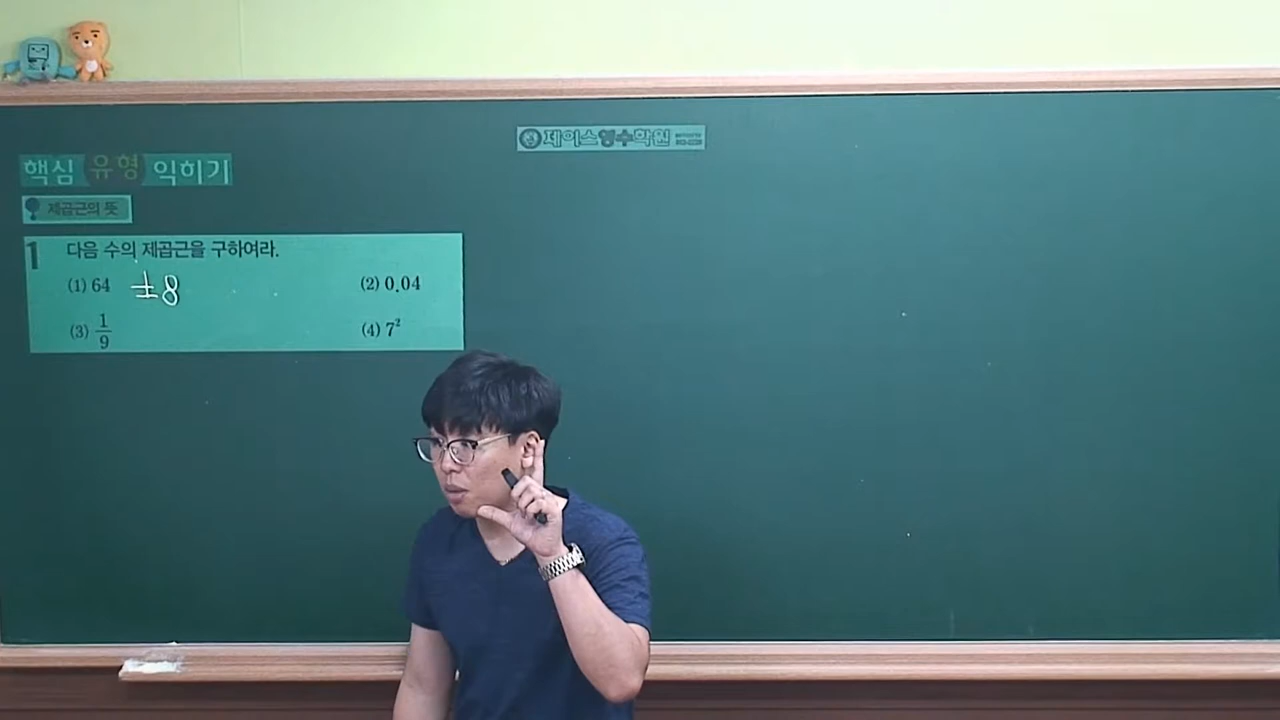 제이스영수학원
핵심 유형 익히기
제곱근의 뜻
1 다음 수의 제곱근을 구하여라.
(1) 64 ±8 (2) 0.04
(3) 1/9 (4) 7²